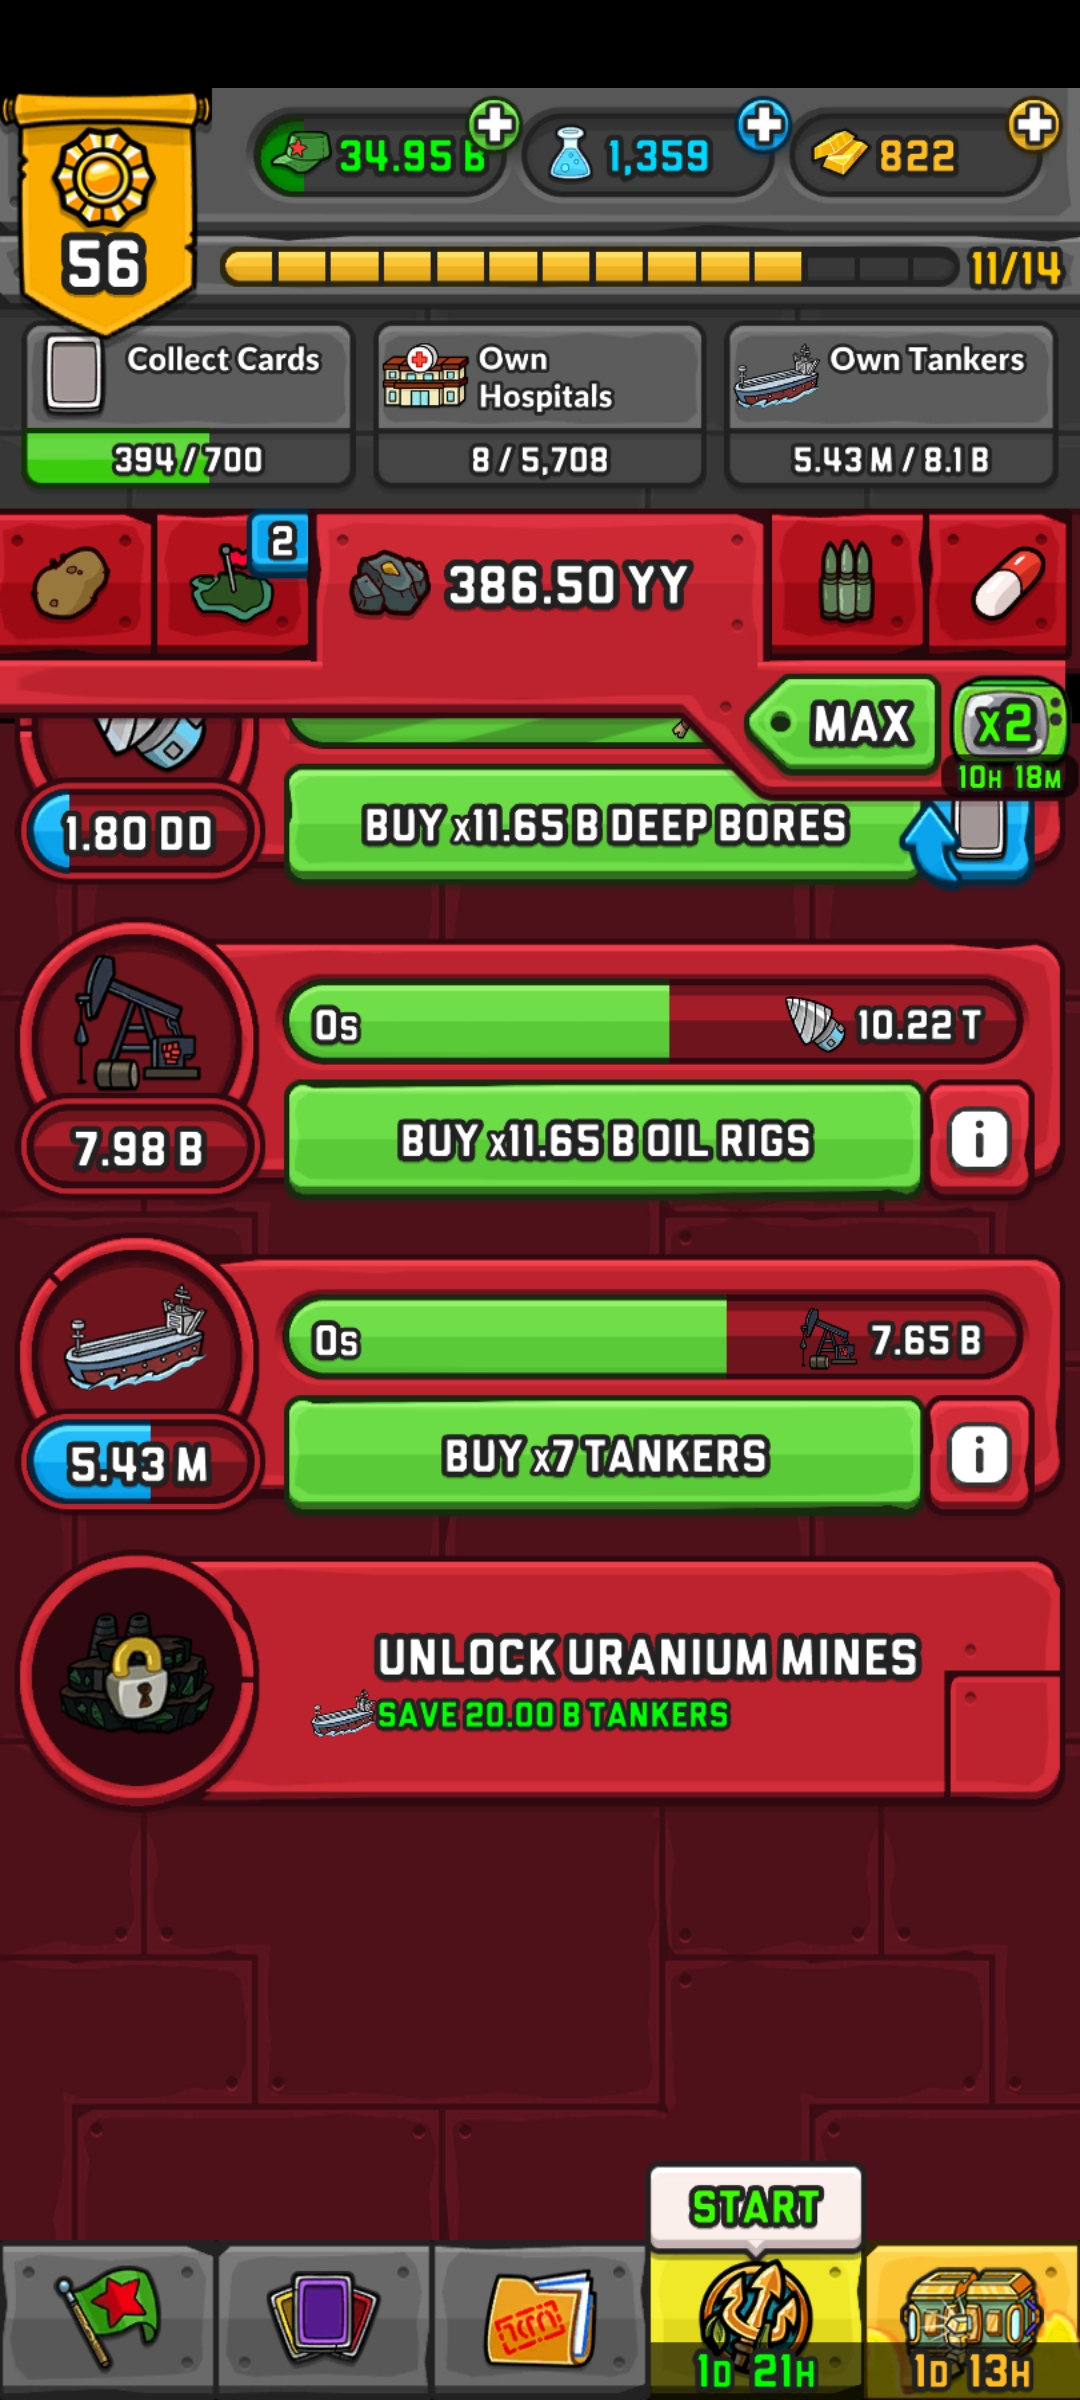 56
34.95 B
1,359
822
11/14
Collect Cards
394/700
Own
Hospitals
8/5,708
Own Tankers
5.43 M/8.1 B
2
386.50 YY
MAX
x2
10H 18M
1.80 DD
BUY x11.65 B DEEP BORES
0s
10.22 T
7.98 B
BUY x11.65 B OIL RIGS
i
0s
7.65 B
5.43 M
BUY x7 TANKERS
i
UNLOCK URANIUM MINES
SAVE 20.00 B TANKERS
START
1D 21H
1D 13H